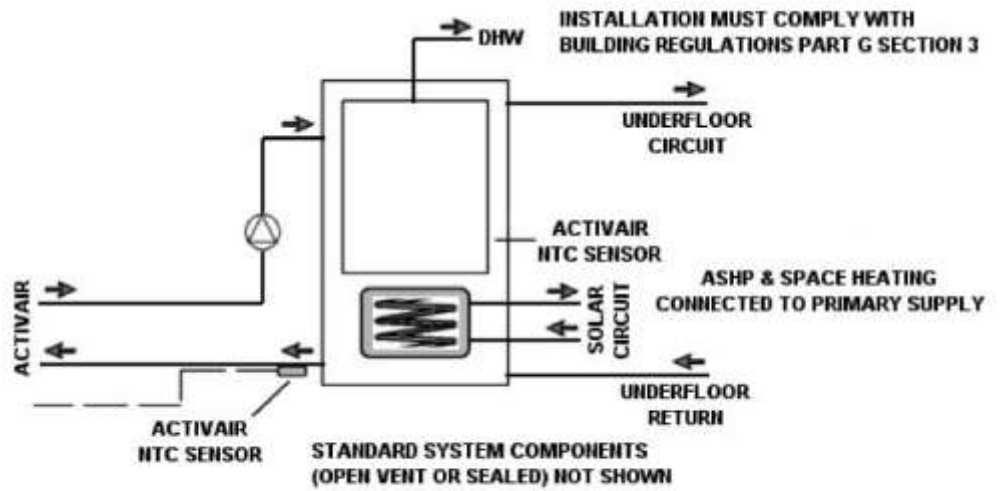 INSTALLATION MUST COMPLY WITH
BUILDING REGULATIONS PART G SECTION 3
DHW
UNDERFLOOR
CIRCUIT
ACTIVAIR
NTC SENSOR
ASHP & SPACE HEATING
CONNECTED TO PRIMARY SUPPLY
SOLAR
CIRCUIT
ACTIVAIR
UNDERFLOOR
RETURN
ACTIVAIR
NTC SENSOR
STANDARD SYSTEM COMPONENTS
(OPEN VENT OR SEALED) NOT SHOWN